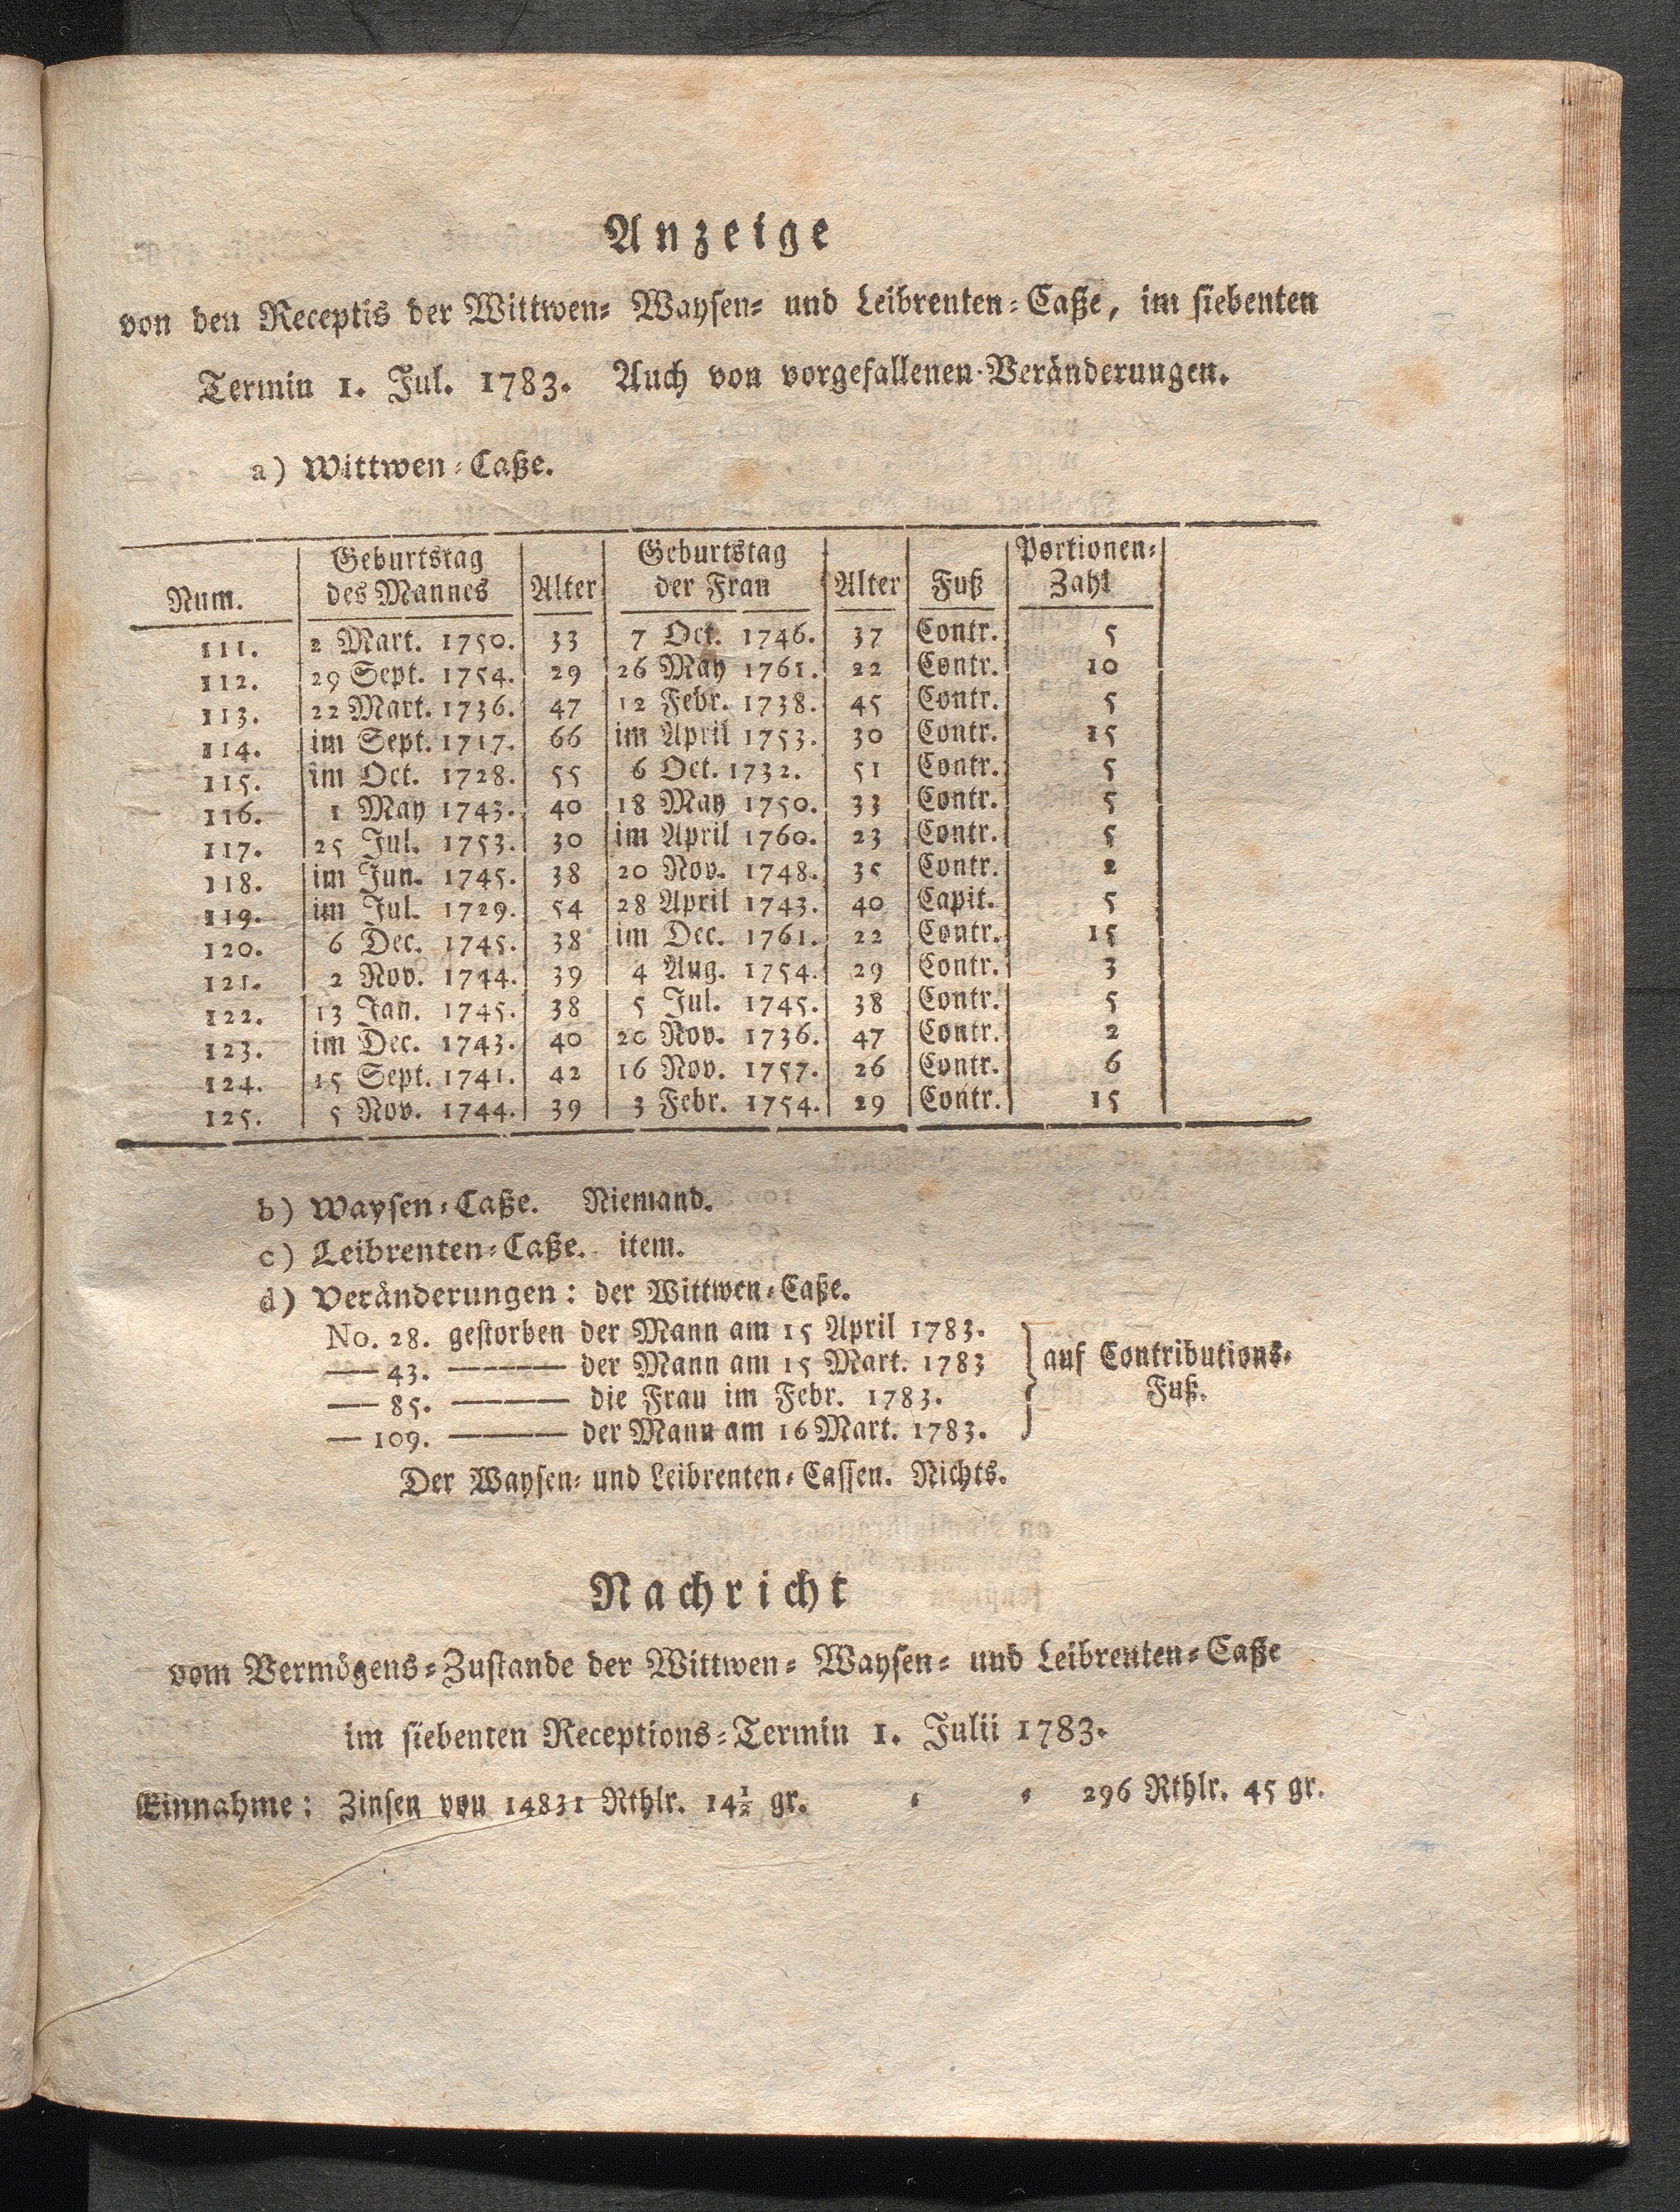 Anzeige
von den Receptis der Wittwen- Waysen- und Leibrenten-Caße, im siebenten
Termin 1. Jul. 1783. Auch von vorgefallenen Veränderungen.
a) Wittwen-Caße.
Num. | Geburtstag des Mannes | Alter | Geburtstag der Frau | Alter | Fuß | Portionen-Zahl
111. | 2 Mart. 1750. | 33 | 7 Oct. 1746. | 37 | Contr. | 5
112. | 29 Sept. 1754. | 29 | 26 May 1761. | 22 | Contr. | 10
113. | 22 Mart. 1736. | 47 | 12 Febr. 1738. | 45 | Contr. | 5
114. | im Sept. 1717. | 66 | im April 1753. | 30 | Contr. | 15
115. | im Oct. 1728. | 55 | 6 Oct. 1732. | 51 | Contr. | 5
116. | 1 May 1743. | 40 | 18 May 1750. | 33 | Contr. | 5
117. | 25 Jul. 1753. | 30 | im April 1760. | 23 | Contr. | 5
118. | im Jun. 1745. | 38 | 20 Nov. 1748. | 35 | Contr. | 2
119. | im Jul. 1729. | 54 | 28 April 1743. | 40 | Capit. | 5
120. | 6 Dec. 1745. | 38 | im Dec. 1761. | 22 | Contr. | 15
121. | 2 Nov. 1744. | 39 | 4 Aug. 1754. | 29 | Contr. | 3
122. | 13 Jan. 1745. | 38 | 5 Jul. 1745. | 38 | Contr. | 5
123. | im Dec. 1743. | 40 | 20 Nov. 1736. | 47 | Contr. | 2
124. | 15 Sept. 1741. | 42 | 16 Nov. 1757. | 26 | Contr. | 6
125. | 5 Nov. 1744. | 39 | 3 Febr. 1754. | 29 | Contr. | 15
b) Waysen-Caße. Niemand.
c) Leibrenten-Caße. item.
d) Veränderungen: der Wittwen-Caße.
No. 28. gestorben der Mann am 15 April 1783.
— 43. ——— der Mann am 15 Mart. 1783
— 85. ——— die Frau im Febr. 1783.
— 109. ——— der Mann am 16 Mart. 1783.
auf Contributions-
Fuß.
Der Waysen- und Leibrenten-Cassen. Nichts.
Nachricht
vom Vermögens-Zustande der Wittwen- Waysen- und Leibrenten-Caße
im siebenten Receptions-Termin 1. Julii 1783.
Einnahme: Zinsen von 14831 Rthlr. 14½ gr. - - 296 Rthlr. 45 gr.